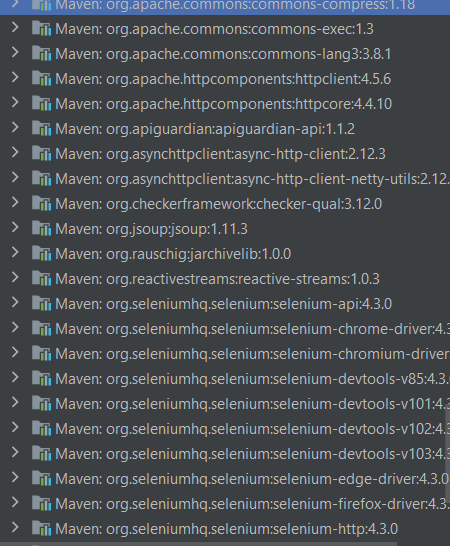 Maven: org.apache.commons:commons-compress:1.18
Maven: org.apache.commons:commons-exec:1.3
Maven: org.apache.commons:commons-lang3:3.8.1
Maven: org.apache.httpcomponents:httpclient:4.5.6
Maven: org.apache.httpcomponents:httpcore:4.4.10
Maven: org.apiguardian:apiguardian-api:1.1.2
Maven: org.asynchttpclient:async-http-client:2.12.3
Maven: org.asynchttpclient:async-http-client-netty-utils:2.12.
Maven: org.checkerframework:checker-qual:3.12.0
Maven: org.jsoup:jsoup:1.11.3
Maven: org.rauschig:jarchivelib:1.0.0
Maven: org.reactivestreams:reactive-streams:1.0.3
Maven: org.seleniumhq.selenium:selenium-api:4.3.0
Maven: org.seleniumhq.selenium:selenium-chrome-driver:4.3
Maven: org.seleniumhq.selenium:selenium-chromium-driver
Maven: org.seleniumhq.selenium:selenium-devtools-v85:4.3.0
Maven: org.seleniumhq.selenium:selenium-devtools-v101:4.3
Maven: org.seleniumhq.selenium:selenium-devtools-v102:4.3
Maven: org.seleniumhq.selenium:selenium-devtools-v103:4.3
Maven: org.seleniumhq.selenium:selenium-edge-driver:4.3.0
Maven: org.seleniumhq.selenium:selenium-firefox-driver:4.3.
Maven: org.seleniumhq.selenium:selenium-http:4.3.0